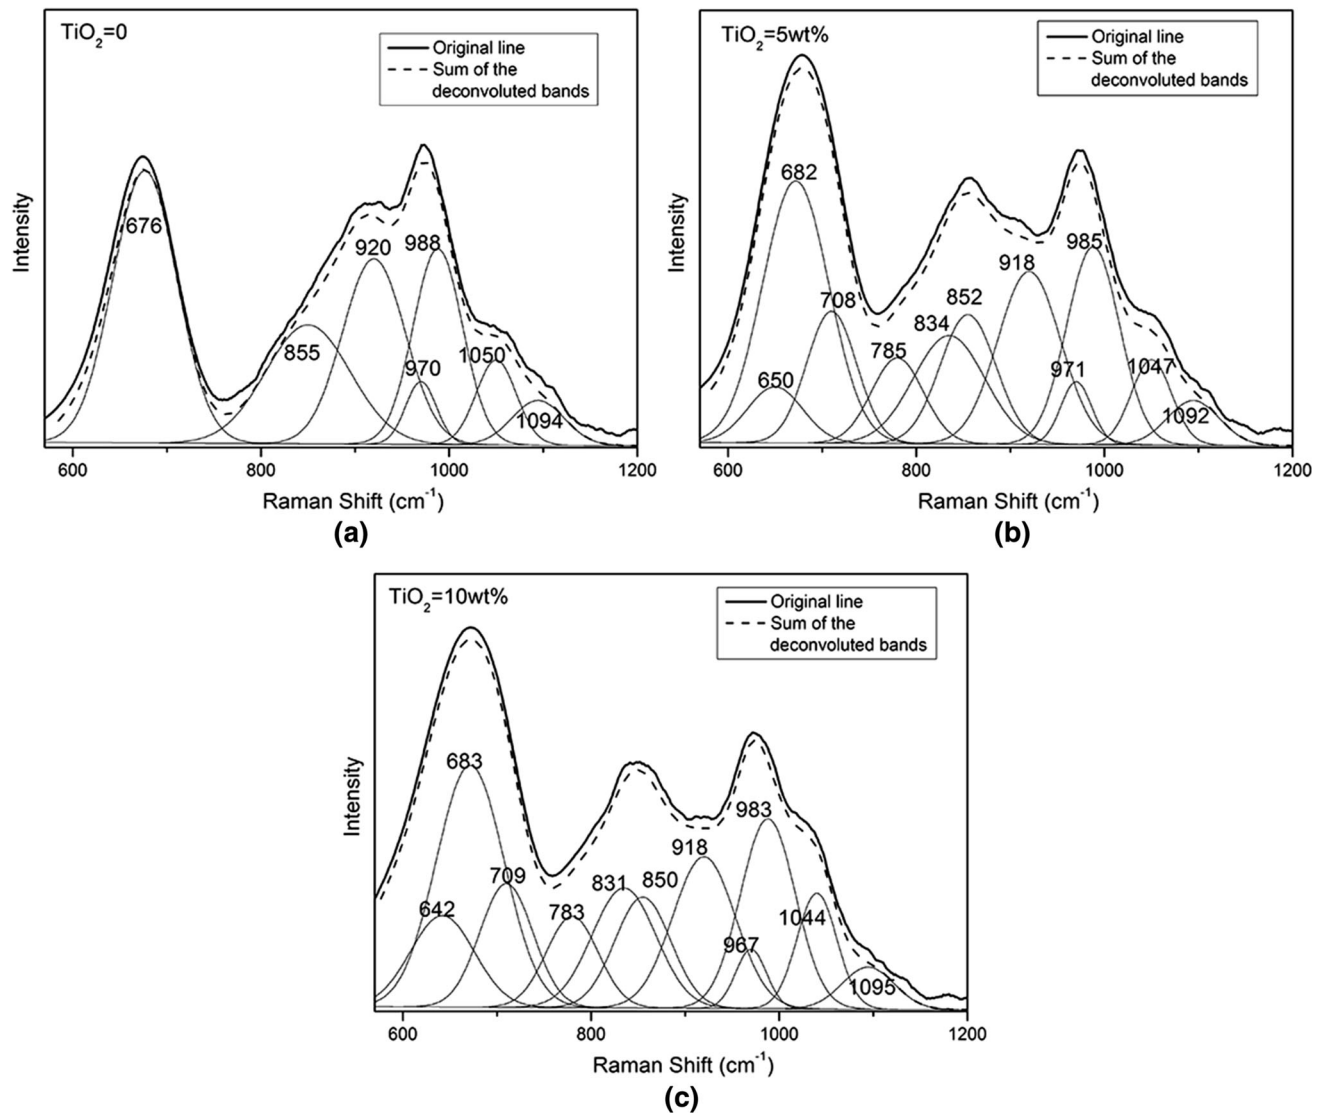 TiO2=0
Original line
Sum of the
deconvoluted bands
Intensity
676
855
920
988
970
1050
1094
600
800
1000
1200
Raman Shift (cm-1)
(a)
TiO2=5wt%
Original line
Sum of the
deconvoluted bands
Intensity
682
708
650
785
834
852
918
985
971
1047
1092
600
800
1000
1200
Raman Shift (cm-1)
(b)
TiO2=10wt%
Original line
Sum of the
deconvoluted bands
Intensity
683
709
642
783
831
850
918
983
967
1044
1095
600
800
1000
1200
Raman Shift (cm-1)
(c)